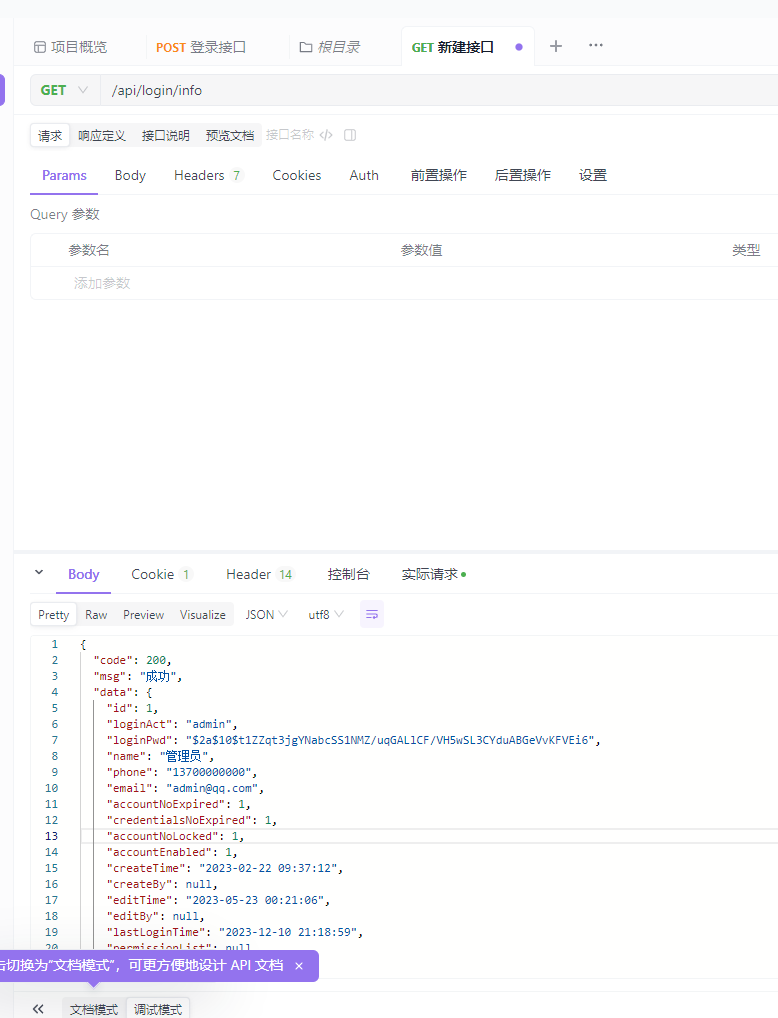 项目概览 POST 登录接口 根目录 GET 新建接口
GET /api/login/info
请求 响应定义 接口说明 预览文档 接口名称
Params Body Headers 7 Cookies Auth 前置操作 后置操作 设置
Query 参数
参数名 参数值 类型
添加参数
Body Cookie 1 Header 14 控制台 实际请求
Pretty Raw Preview Visualize JSON utf8
1 {
2 "code": 200,
3 "msg": "成功",
4 "data": {
5 "id": 1,
6 "loginAct": "admin",
7 "loginPwd": "$2a$10$t1ZZqt3jgYNabcSS1NMZ/uqGALlCF/VH5wSL3CYduABGeVvKFVEi6",
8 "name": "管理员",
9 "phone": "13700000000",
10 "email": "admin@qq.com",
11 "accountNoExpired": 1,
12 "credentialsNoExpired": 1,
13 "accountNoLocked": 1,
14 "accountEnabled": 1,
15 "createTime": "2023-02-22 09:37:12",
16 "createBy": null,
17 "editTime": "2023-05-23 00:21:06",
18 "editBy": null,
19 "lastLoginTime": "2023-12-10 21:18:59",
20 "permissionList": null
切换为"文档模式"，可更方便地设计 API 文档 ×
文档模式 调试模式